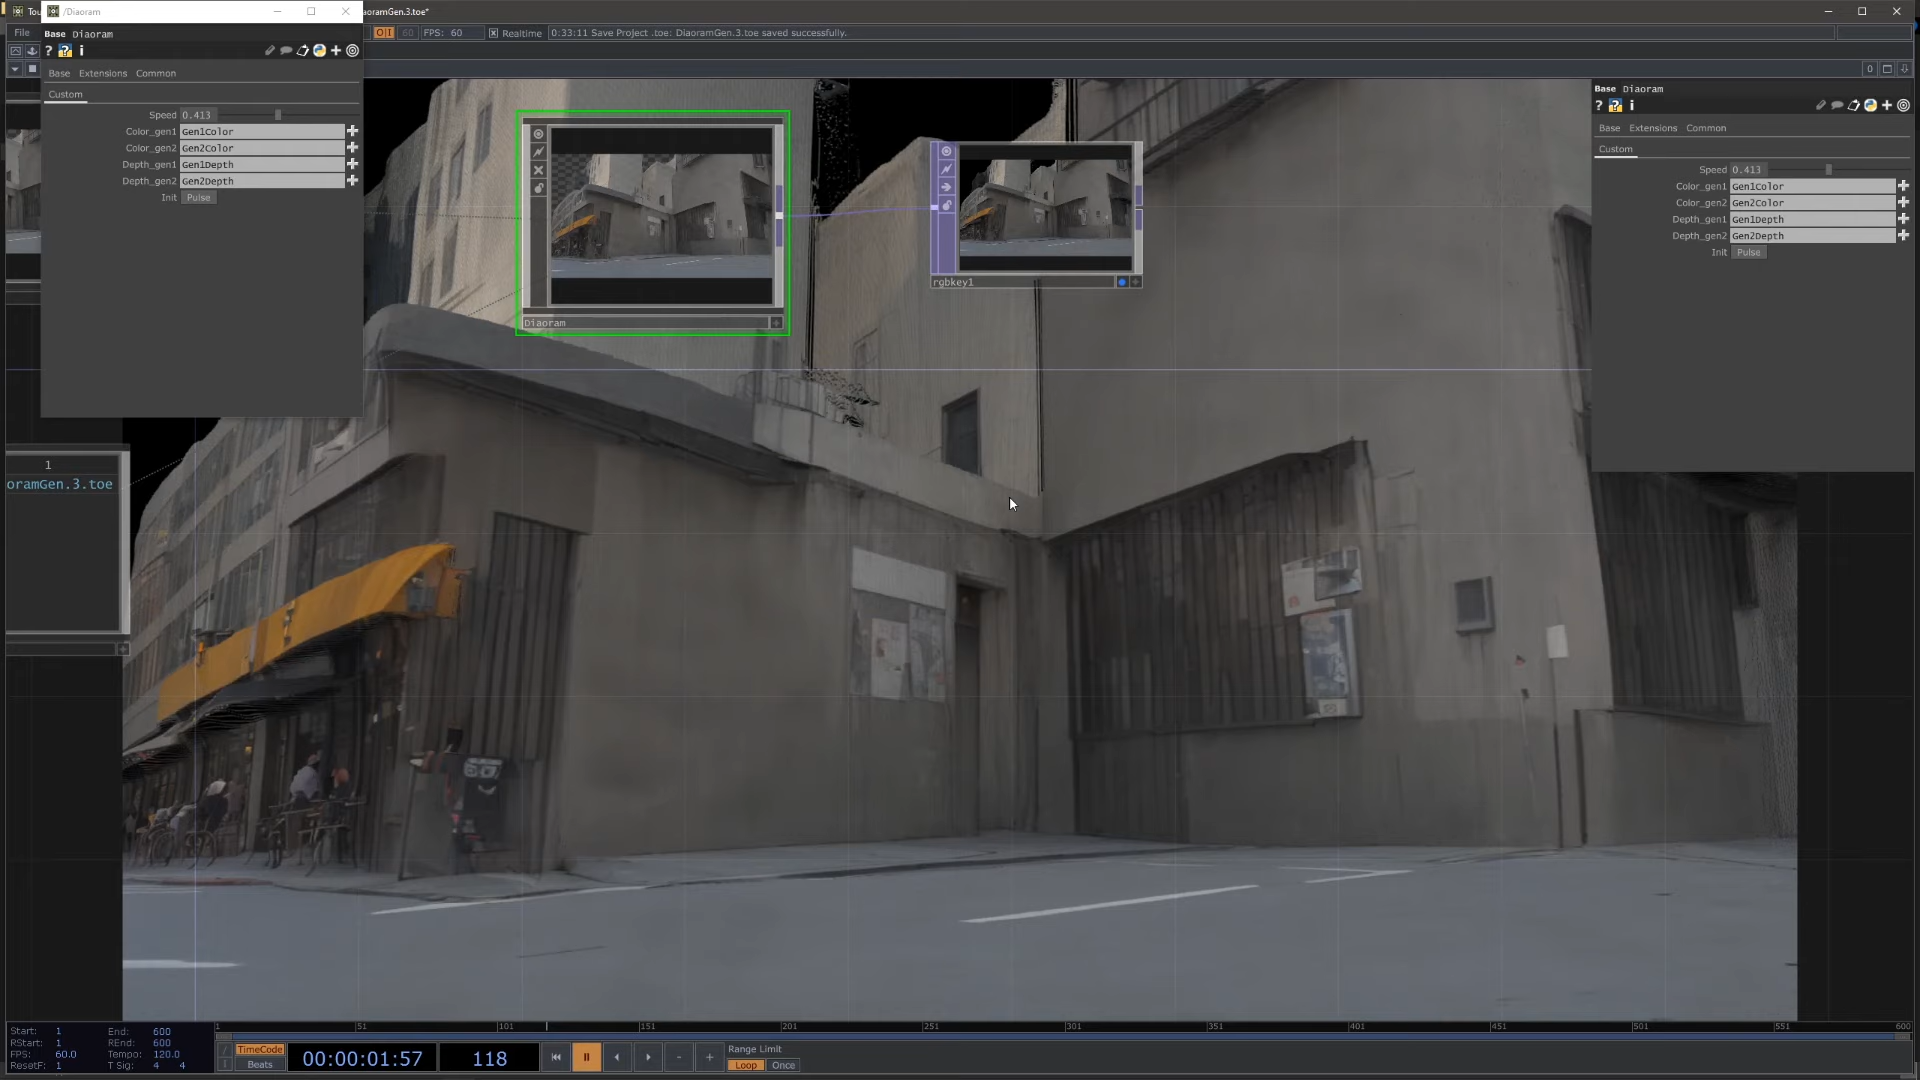 Tou
/Diaoram
aoramGen.3.toe*
File
O|I
60
FPS: 60
Realtime
0:33:11 Save Project .toe: DiaoramGen.3.toe saved successfully.
Base Diaoram
Base Extensions Common
Custom
Speed 0.413
Color_gen1 Gen1Color
Color_gen2 Gen2Color
Depth_gen1 Gen1Depth
Depth_gen2 Gen2Depth
Init Pulse
0
Base Diaoram
Base Extensions Common
Custom
Speed 0.413
Color_gen1 Gen1Color
Color_gen2 Gen2Color
Depth_gen1 Gen1Depth
Depth_gen2 Gen2Depth
Init Pulse
Diaoram
rgbkey1
1
oramGen.3.toe
Start: 1 End: 600
RStart: 1 REnd: 600
FPS: 60.0 Tempo: 120.0
ResetF: 1 T Sig: 4 4
1 51 101 151 201 251 301 351 401 451 501 551 600
TimeCode
Beats
00:00:01:57
118
Range Limit
Loop Once